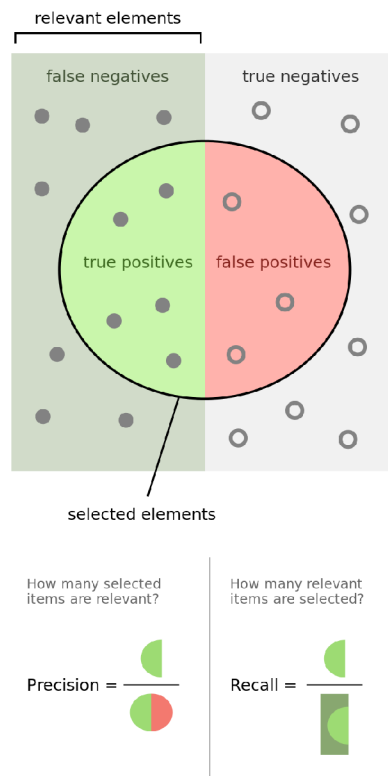 relevant elements
false negatives
true negatives
true positives
false positives
selected elements
How many selected
items are relevant?
How many relevant
items are selected?
Precision =
Recall =